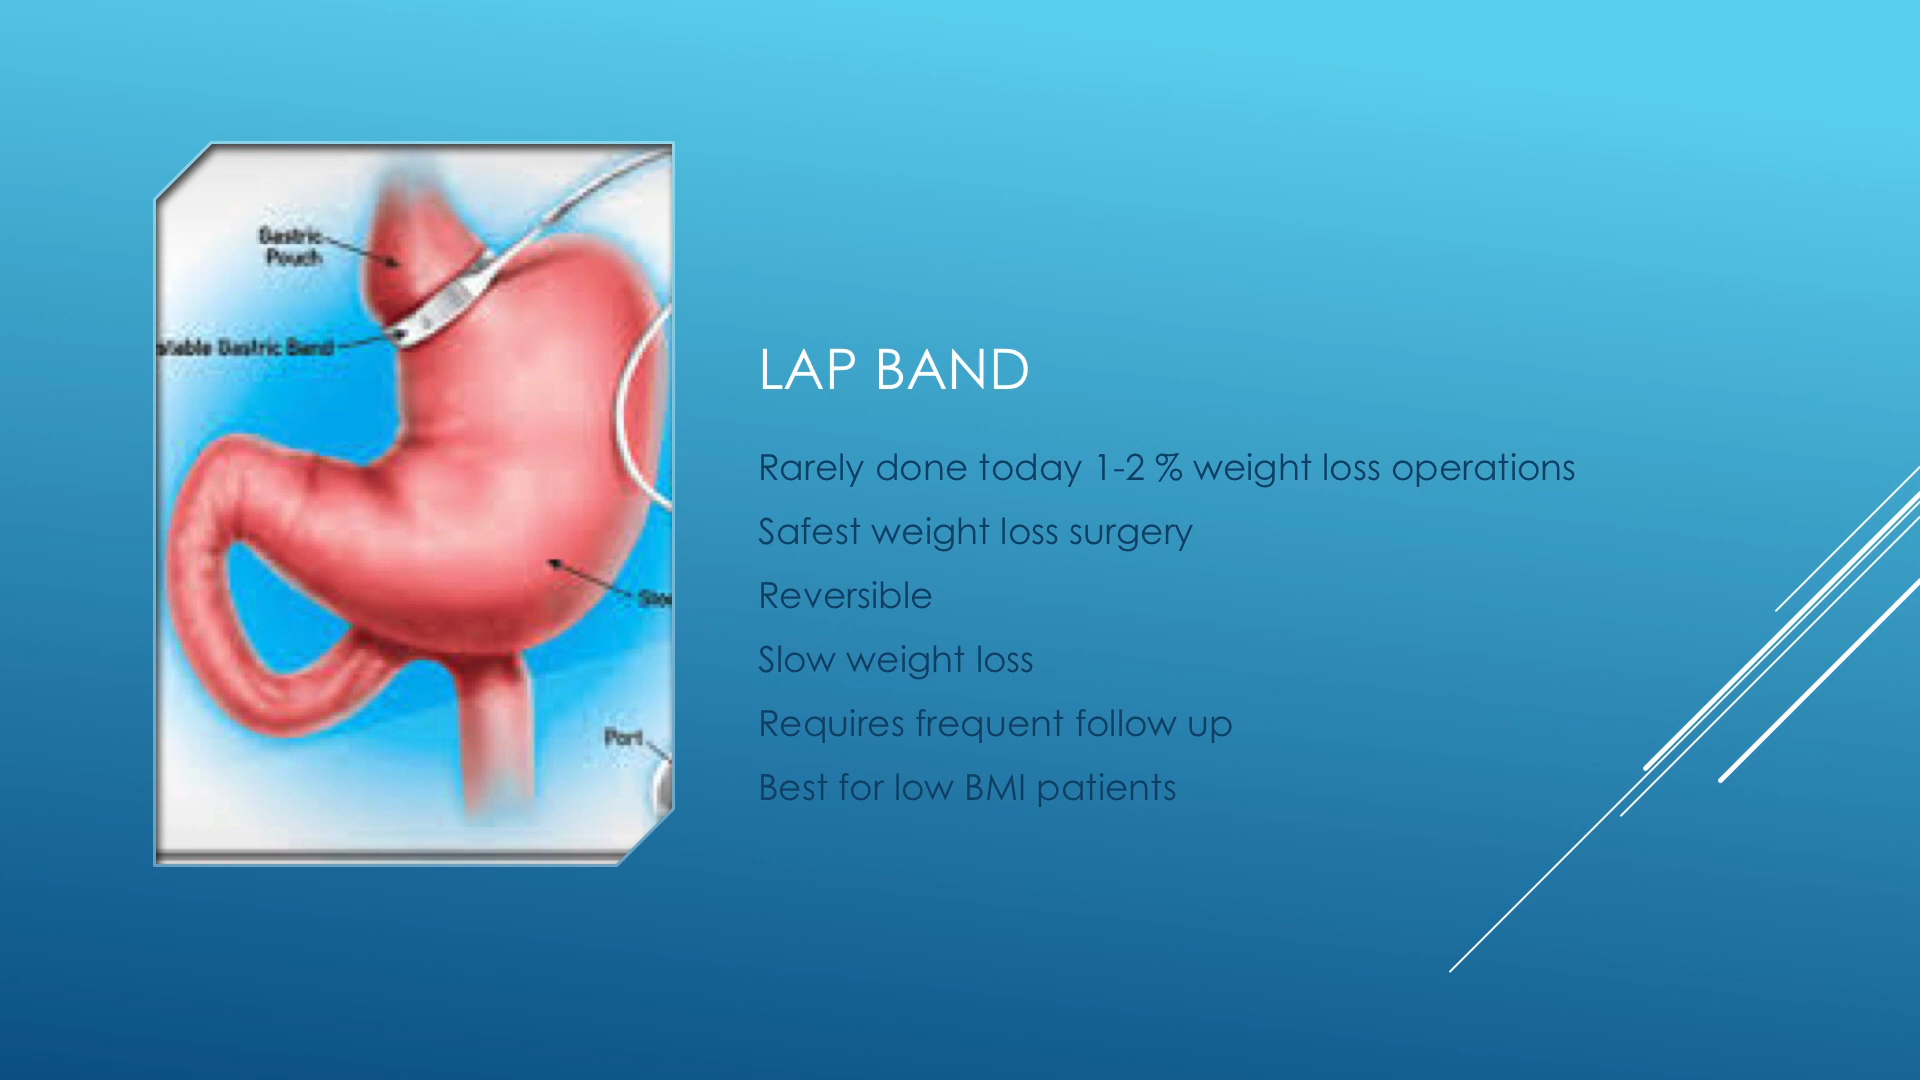 Gastric
Pouch
Gastric Band
Port
LAP BAND
Rarely done today 1-2 % weight loss operations
Safest weight loss surgery
Reversible
Slow weight loss
Requires frequent follow up
Best for low BMI patients